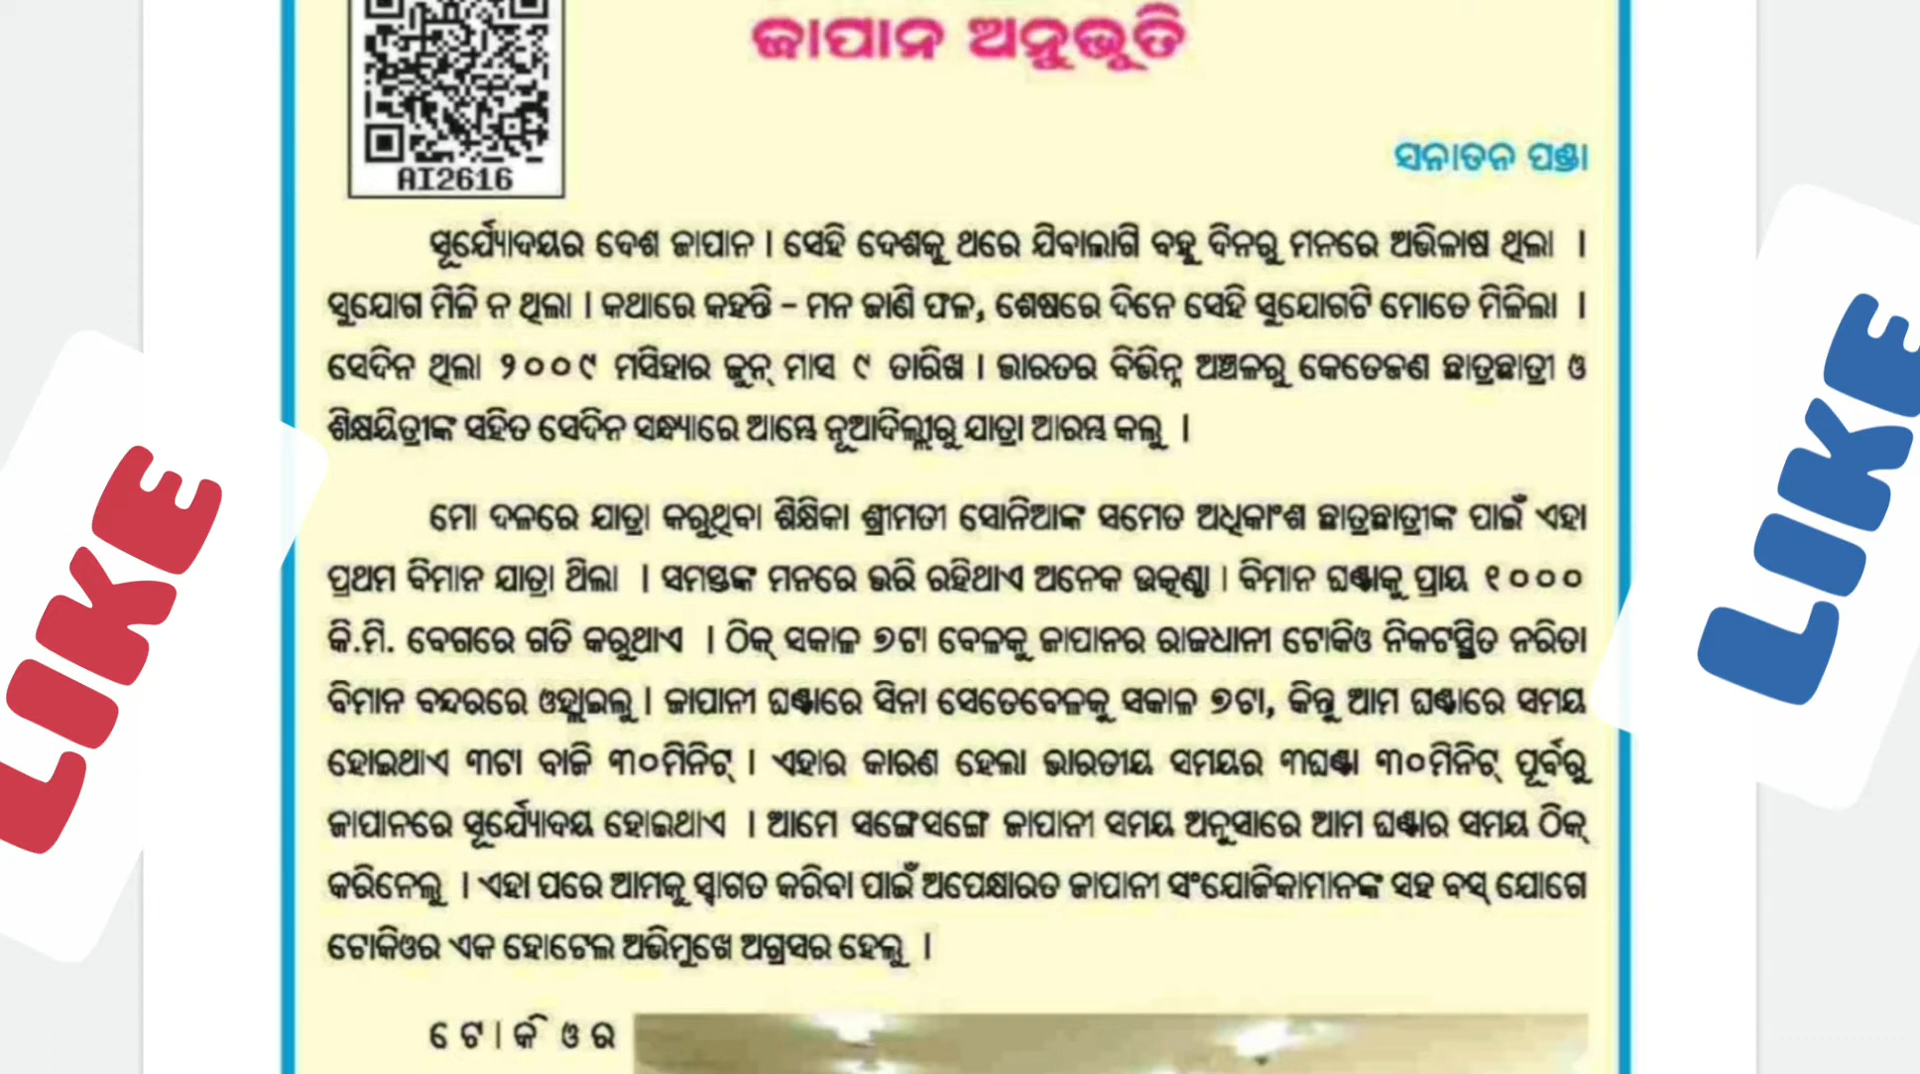 ଜାପାନ ଅନୁଭୂତି
AI2616
ସନାତନ ପଣ୍ଡା
ସୂର୍ଯ୍ୟୋଦୟର ଦେଶ ଜାପାନ । ସେହି ଦେଶକୁ ଥରେ ଯିବାଲାଗି ବହୁ ଦିନରୁ ମନରେ ଅଭିଳାଷ ଥିଲା ।
ସୁଯୋଗ ମିଳି ନ ଥିଲା । କଥାରେ କହନ୍ତି – ମନ ଜାଣି ଫଳ, ଶେଷରେ ଦିନେ ସେହି ସୁଯୋଗଟି ମୋତେ ମିଳିଲା ।
ସେଦିନ ଥିଲା ୨୦୦୯ ମସିହାର ଜୁନ୍ ମାସ ୯ ତାରିଖ । ଭାରତର ବିଭିନ୍ନ ଅଞ୍ଚଳରୁ କେତେଜଣ ଛାତ୍ରଛାତ୍ରୀ ଓ
ଶିକ୍ଷୟିତ୍ରୀଙ୍କ ସହିତ ସେଦିନ ସନ୍ଧ୍ୟାରେ ଆମ୍ଭେ ନୂଆଦିଲ୍ଲୀରୁ ଯାତ୍ରା ଆରମ୍ଭ କଲୁ ।
ମୋ ଦଳରେ ଯାତ୍ରା କରୁଥିବା ଶିକ୍ଷିକା ଶ୍ରୀମତୀ ସୋନିଆଙ୍କ ସମେତ ଅଧିକାଂଶ ଛାତ୍ରଛାତ୍ରୀଙ୍କ ପାଇଁ ଏହା
ପ୍ରଥମ ବିମାନ ଯାତ୍ରା ଥିଲା । ସମସ୍ତଙ୍କ ମନରେ ଭରି ରହିଥାଏ ଅନେକ ଉତ୍କଣ୍ଠା । ବିମାନ ଘଣ୍ଟାକୁ ପ୍ରାୟ ୧୦୦୦
କି.ମି. ବେଗରେ ଗତି କରୁଥାଏ । ଠିକ୍ ସକାଳ ୭ଟା ବେଳକୁ ଜାପାନର ରାଜଧାନୀ ଟୋକିଓ ନିକଟସ୍ଥିତ ନରିତା
ବିମାନ ବନ୍ଦରରେ ଓହ୍ଲାଇଲୁ । ଜାପାନୀ ଘଣ୍ଟାରେ ସିନା ସେତେବେଳକୁ ସକାଳ ୭ଟା, କିନ୍ତୁ ଆମ ଘଣ୍ଟାରେ ସମୟ
ହୋଇଥାଏ ୩ଟା ବାଜି ୩୦ମିନିଟ୍ । ଏହାର କାରଣ ହେଲା ଭାରତୀୟ ସମୟର ୩ଘଣ୍ଟା ୩୦ମିନିଟ୍ ପୂର୍ବରୁ
ଜାପାନରେ ସୂର୍ଯ୍ୟୋଦୟ ହୋଇଥାଏ । ଆମେ ସଙ୍ଗେସଙ୍ଗେ ଜାପାନୀ ସମୟ ଅନୁସାରେ ଆମ ଘଣ୍ଟାର ସମୟ ଠିକ୍
କରିନେଲୁ । ଏହା ପରେ ଆମକୁ ସ୍ୱାଗତ କରିବା ପାଇଁ ଅପେକ୍ଷାରତ ଜାପାନୀ ସଂଯୋଜିକାମାନଙ୍କ ସହ ବସ୍ ଯୋଗେ
ଟୋକିଓର ଏକ ହୋଟେଲ ଅଭିମୁଖେ ଅଗ୍ରସର ହେଲୁ ।
ଟୋକିଓର
LIKE
LIKE